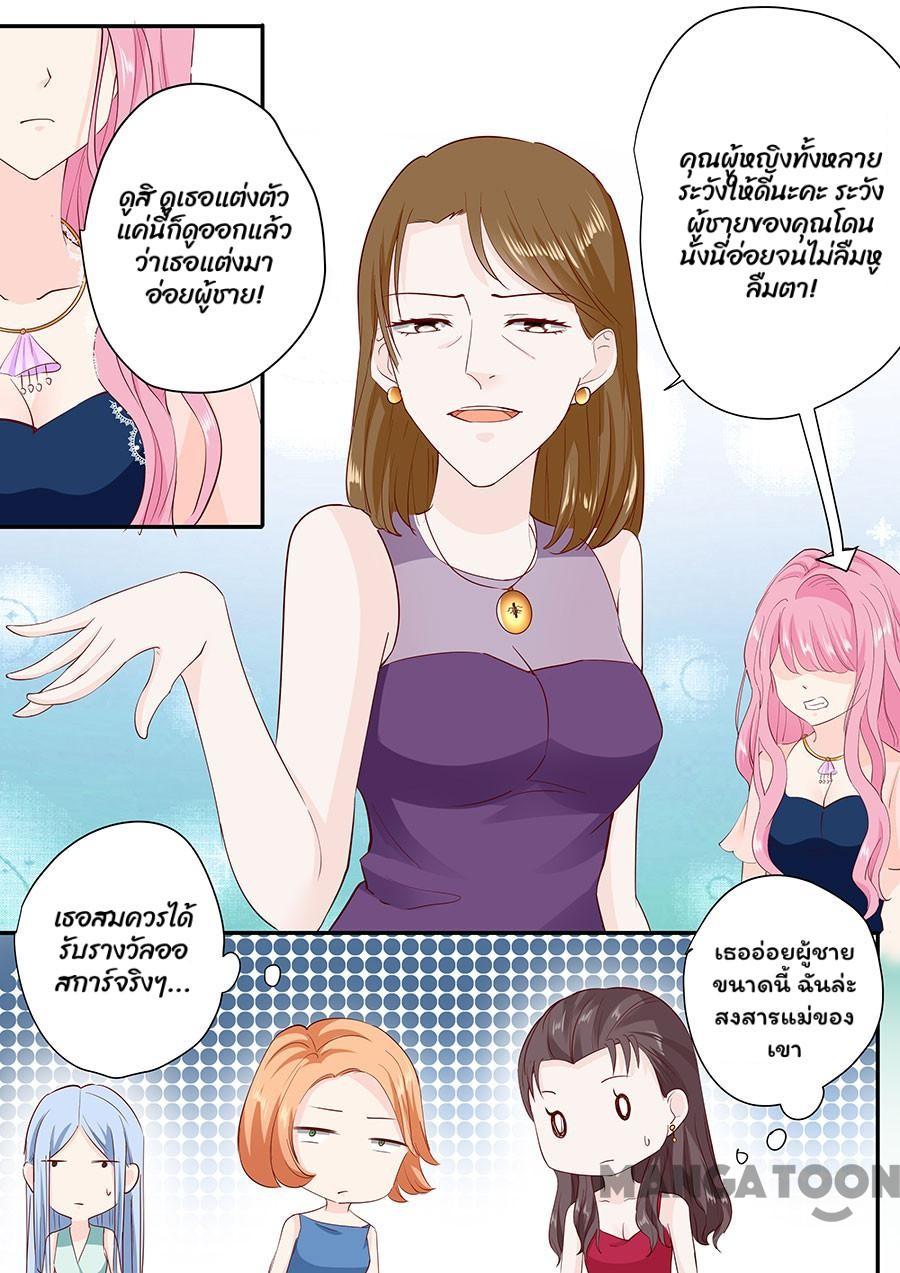 ดูสิ ดูเธอแต่งตัว
แค่นี้ก็ดูออกแล้ว
ว่าเธอแต่งมา
อ่อยผู้ชาย!
คุณผู้หญิงทั้งหลาย
ระวังให้ดีนะคะ ระวัง
ผู้ชายของคุณโดน
นังนี่อ่อยจนไม่ลืมหู
ลืมตา!
เธอสมควรได้
รับรางวัลออ
สการ์จริงๆ...
เธออ่อยผู้ชาย
ขนาดนี้ ฉันล่ะ
สงสารแม่ของ
เขา
MANGATOON